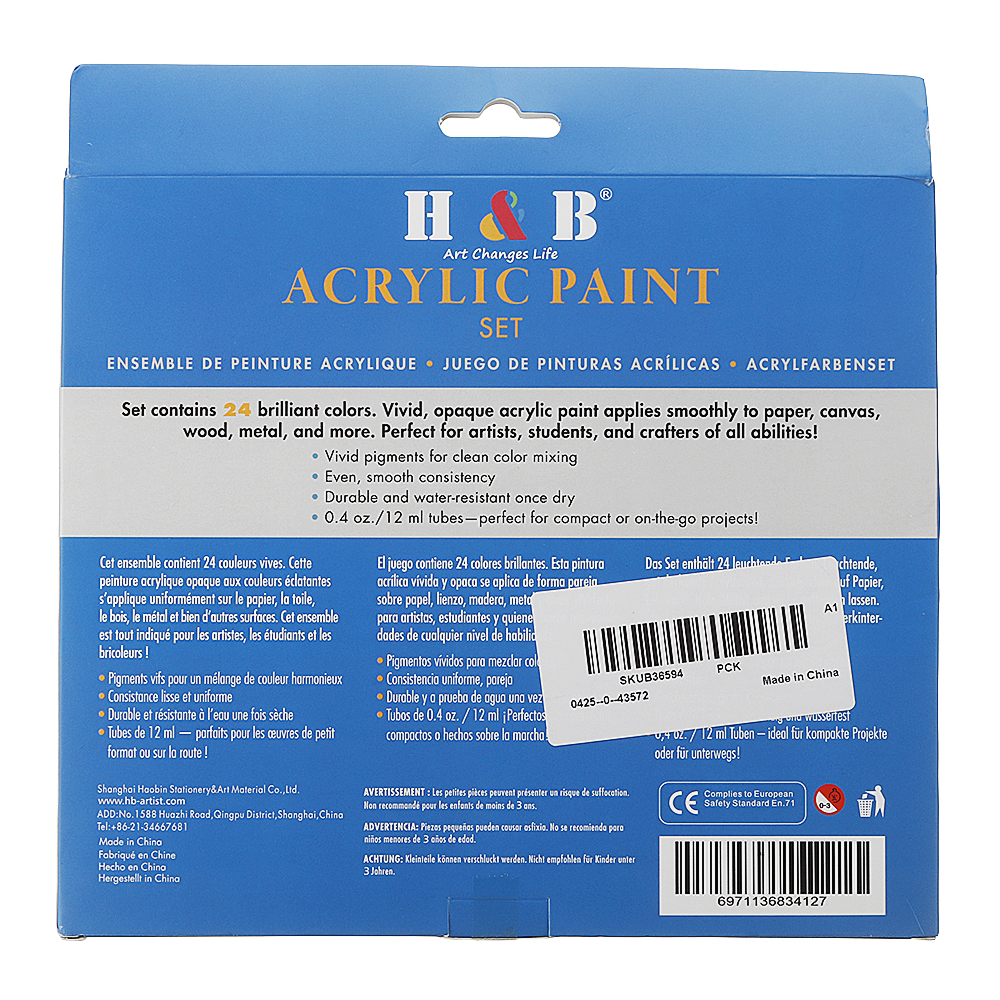 H & B®
Art Changes Life
ACRYLIC PAINT
SET
ENSEMBLE DE PEINTURE ACRYLIQUE • JUEGO DE PINTURAS ACRÍLICAS • ACRYLFARBENSET
Set contains 24 brilliant colors. Vivid, opaque acrylic paint applies smoothly to paper, canvas,
wood, metal, and more. Perfect for artists, students, and crafters of all abilities!
• Vivid pigments for clean color mixing
• Even, smooth consistency
• Durable and water-resistant once dry
• 0.4 oz./12 ml tubes—perfect for compact or on-the-go projects!
Cet ensemble contient 24 couleurs vives. Cette
peinture acrylique opaque aux couleurs éclatantes
s'applique uniformément sur le papier, la toile,
le bois, le métal et bien d'autres surfaces. Cet ensemble
est tout indiqué pour les artistes, les étudiants et les
bricoleurs !
• Pigments vifs pour un mélange de couleur harmonieux
• Consistance lisse et uniforme
• Durable et résistante à l'eau une fois sèche
• Tubes de 12 ml — parfaits pour les œuvres de petit
format ou sur la route !
El juego contiene 24 colores brillantes. Esta pintura
acrílica vívida y opaca se aplica de forma pareja
sobre papel, lienzo, madera,
para artistas, estudiantes y
dades de cualquier nivel de
• Pigmentos vívidos para mezclar
• Consistencia uniforme, pareja
• Durable y a prueba de agua una vez
• Tubos de 0.4 oz. / 12 ml ¡Perfectos
compactos o hechos sobre la marcha!
Das Set enthält 24
uf Papier,
lassen.
wasserfest
0,4 oz. / 12 ml Tuben – ideal für kompakte Projekte
oder für unterwegs!
A1
SKUB36594 PCK
0425--0--43572
Made in China
Shanghai Haobin Stationery&Art Material Co.,Ltd.
www.hb-artist.com
ADD:No.1588 Huazhi Road,Qingpu District,Shanghai,China
Tel:+86-21-34667681
Made in China
Fabriqué en Chine
Hecho en China
Hergestellt in China
AVERTISSEMENT : Les petites pièces peuvent présenter un risque de suffocation.
Non recommandé pour les enfants de moins de 3 ans.
ADVERTENCIA: Piezas pequeñas pueden causar asfixia. No se recomienda para
niños menores de 3 años de edad.
ACHTUNG: Kleinteile können verschluckt werden. Nicht empfohlen für Kinder unter
3 Jahren.
CE Complies to European
Safety Standard En.71
0-3
6971136834127